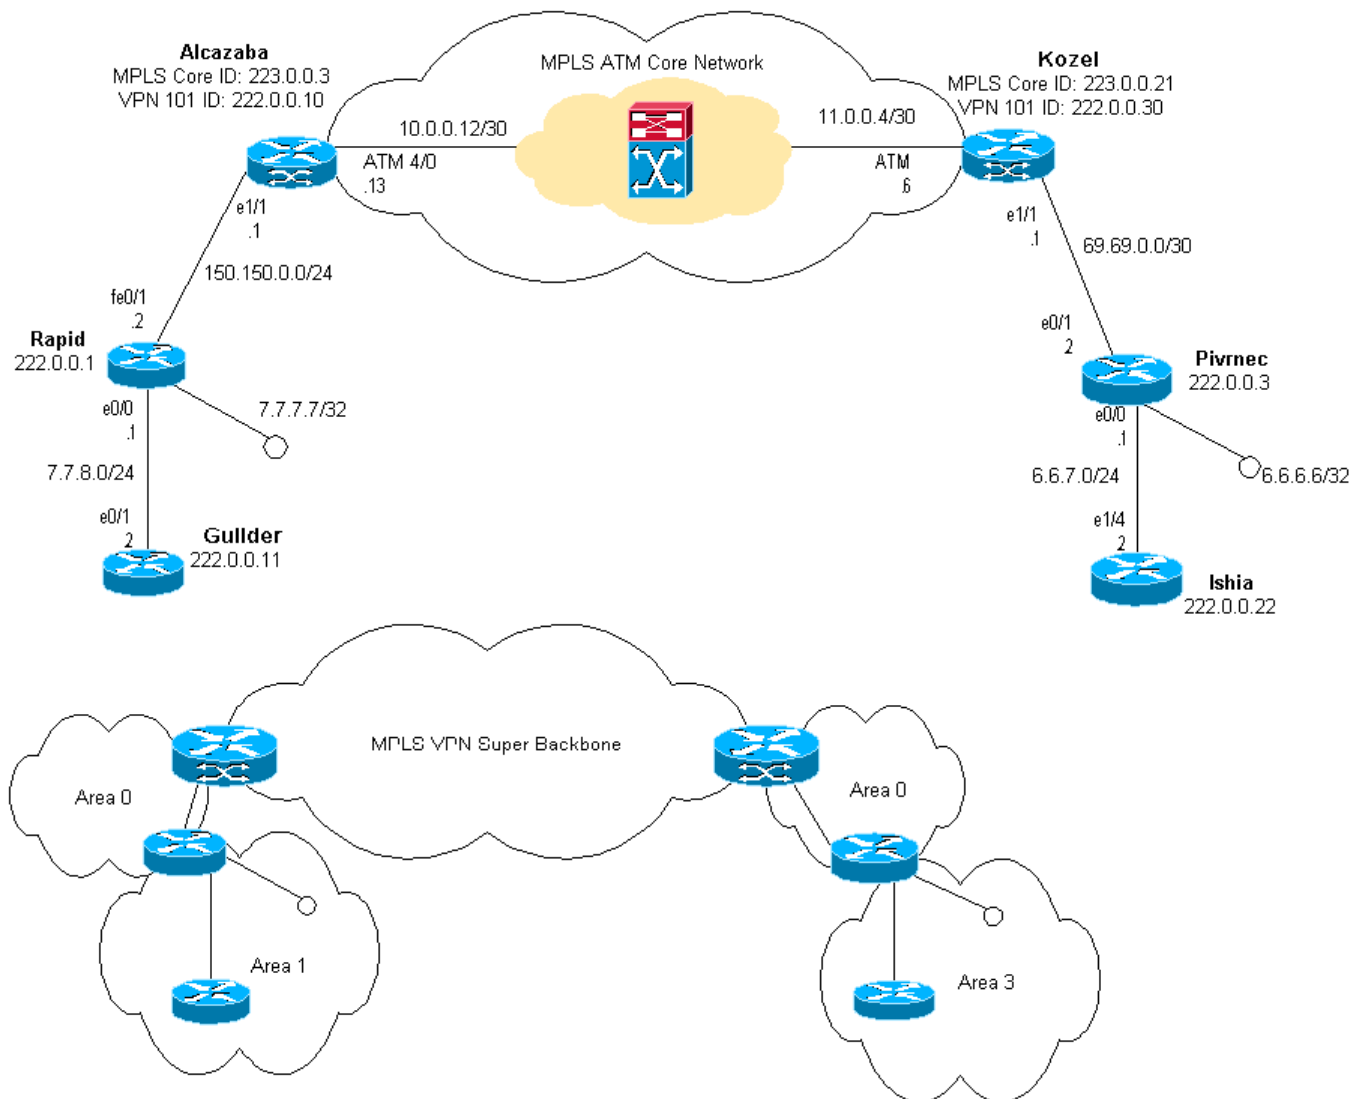 Alcazaba
MPLS Core ID: 223.0.0.3
VPN 101 ID: 222.0.0.10
MPLS ATM Core Network
Kozel
MPLS Core ID: 223.0.0.21
VPN 101 ID: 222.0.0.30
10.0.0.12/30
11.0.0.4/30
ATM 4/0
.13
ATM
.6
e1/1
.1
e1/1
.1
150.150.0.0/24
69.69.0.0/30
fe0/1
.2
e0/1
2
Rapid
222.0.0.1
Pivrnec
222.0.0.3
e0/0
.1
7.7.7.7/32
e0/0
.1
7.7.8.0/24
6.6.7.0/24
6.6.6.6/32
e0/1
2
e1/4
2
Gullder
222.0.0.11
Ishia
222.0.0.22
MPLS VPN Super Backbone
Area 0
Area 0
Area 1
Area 3